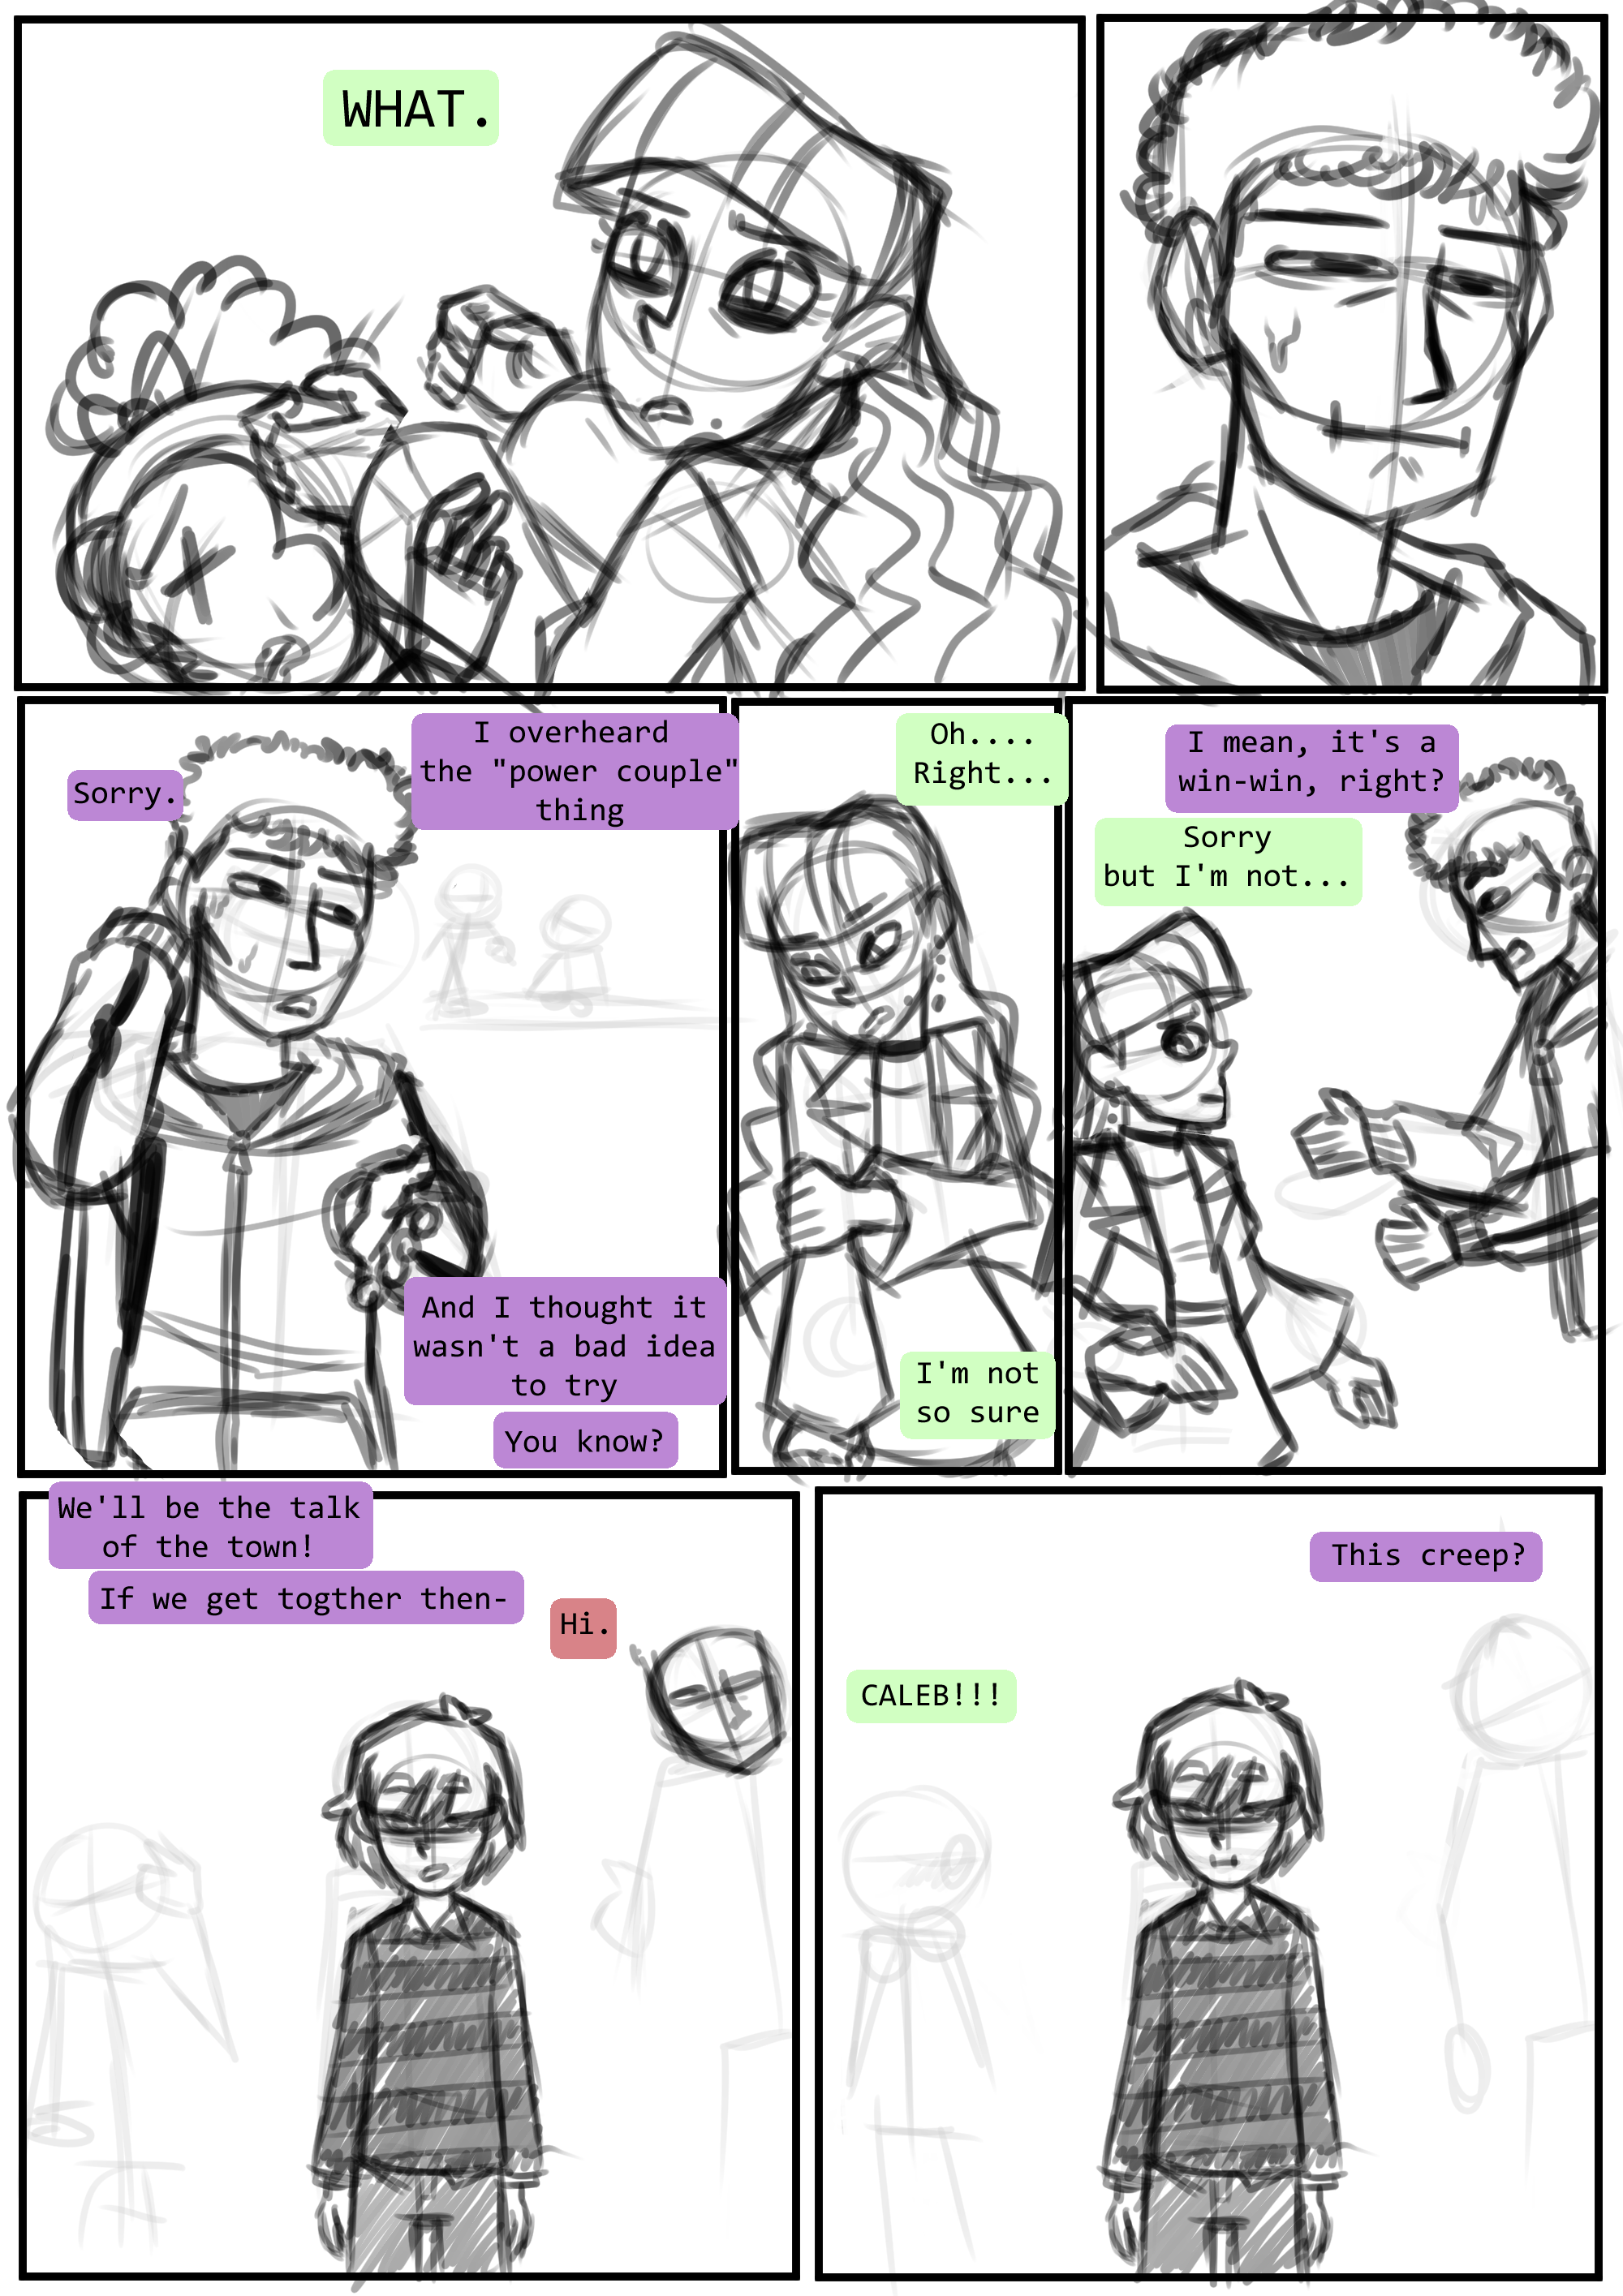 WHAT.
Sorry.
I overheard
the "power couple"
thing
And I thought it
wasn't a bad idea
to try
You know?
Oh....
Right...
I'm not
so sure
I mean, it's a
win-win, right?
Sorry
but I'm not...
We'll be the talk
of the town!
If we get togther then-
Hi.
This creep?
CALEB!!!